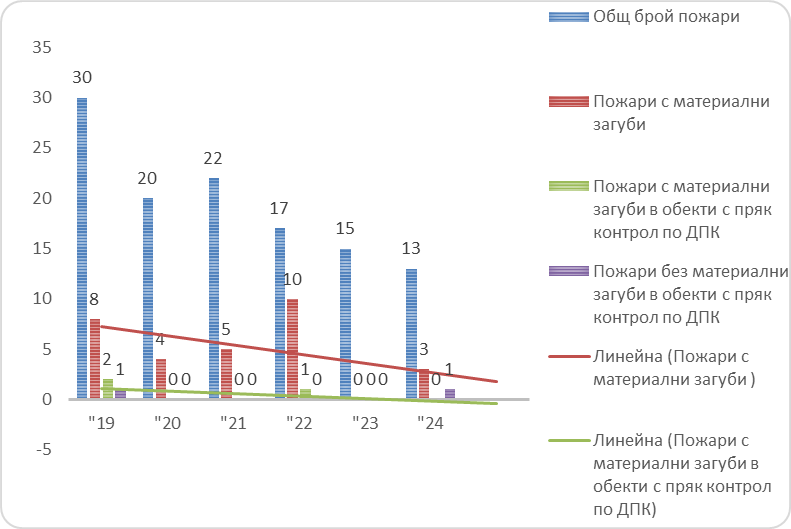 Общ брой пожари
Пожари с материални
загуби
Пожари с материални
загуби в обекти с пряк
контрол по ДПК
Пожари без материални
загуби в обекти с пряк
контрол по ДПК
Линейна (Пожари с
материални загуби )
Линейна (Пожари с
материални загуби в
обекти с пряк контрол
по ДПК)
35
30
25
20
15
10
5
0
-5
30
8
2
1
20
4
0
0
22
5
0
0
17
10
1
0
15
0
0
0
13
3
0
1
"19
"20
"21
"22
"23
"24